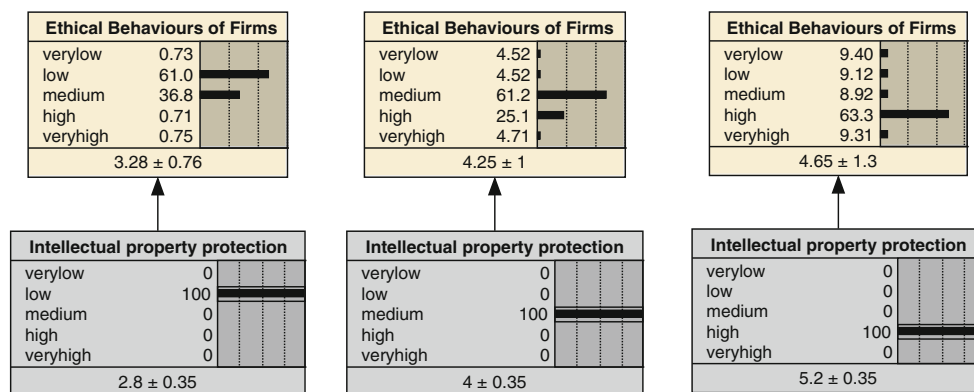 Ethical Behaviours of Firms
verylow 0.73
low 61.0
medium 36.8
high 0.71
veryhigh 0.75
3.28 ± 0.76
Intellectual property protection
verylow 0
low 100
medium 0
high 0
veryhigh 0
2.8 ± 0.35
Ethical Behaviours of Firms
verylow 4.52
low 4.52
medium 61.2
high 25.1
veryhigh 4.71
4.25 ± 1
Intellectual property protection
verylow 0
low 0
medium 100
high 0
veryhigh 0
4 ± 0.35
Ethical Behaviours of Firms
verylow 9.40
low 9.12
medium 8.92
high 63.3
veryhigh 9.31
4.65 ± 1.3
Intellectual property protection
verylow 0
low 0
medium 0
high 100
veryhigh 0
5.2 ± 0.35